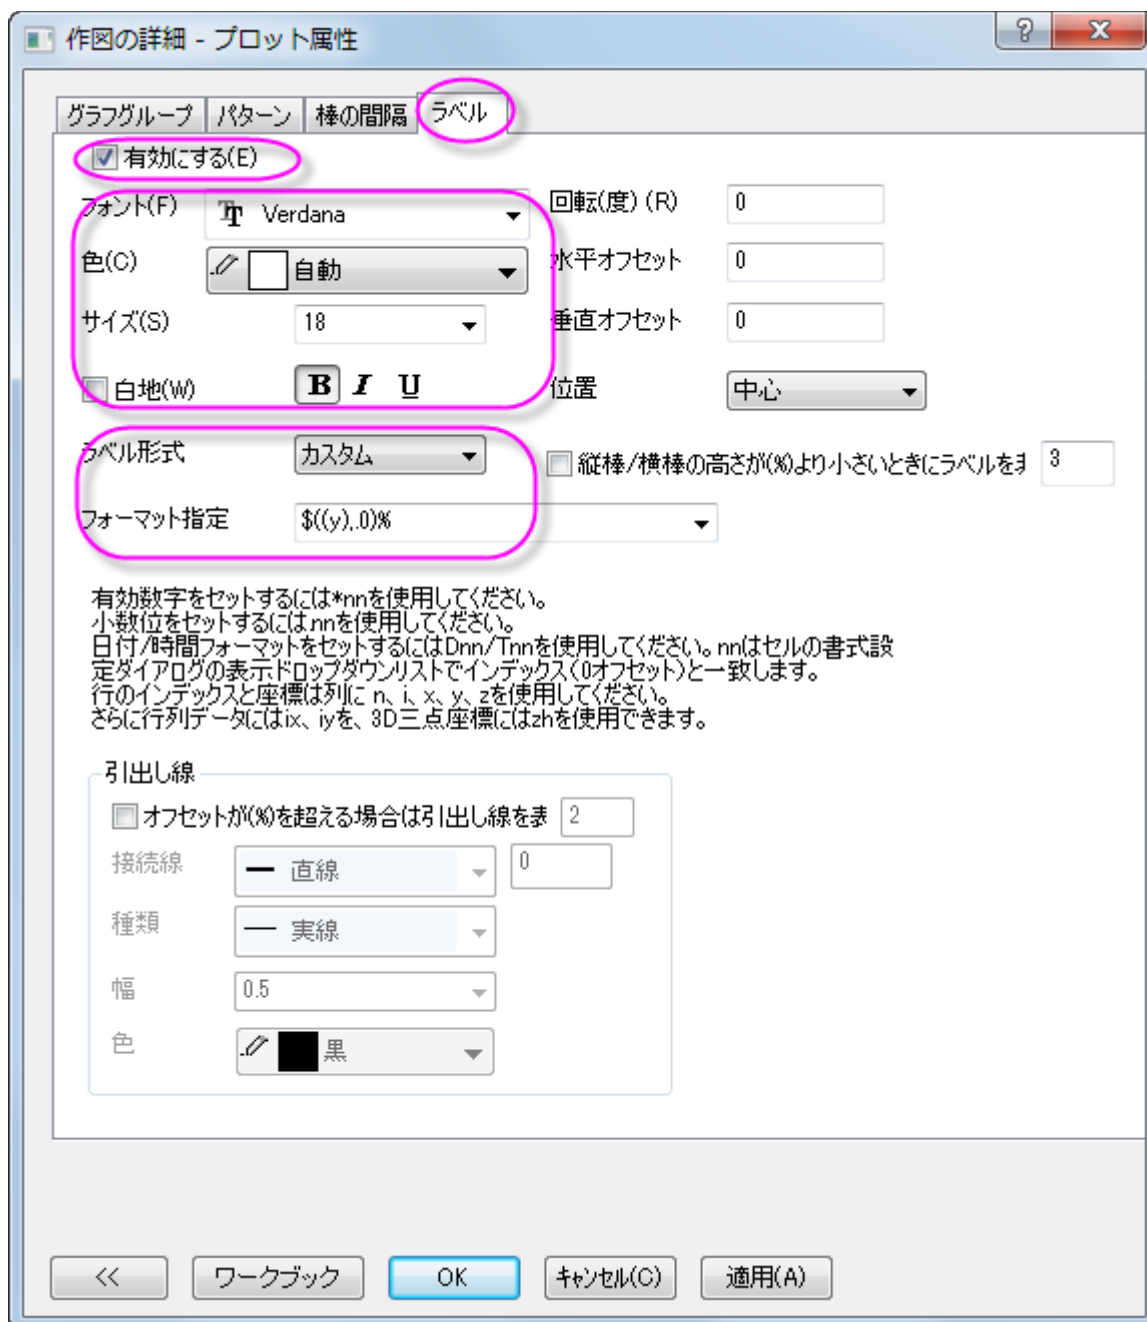 作図の詳細 - プロット属性
グラフグループ パターン 棒の間隔 ラベル
有効にする(E)
フォント(F) Verdana 回転(度) (R) 0
色(C) 自動 水平オフセット 0
サイズ(S) 18 垂直オフセット 0
白地(W) B I U 位置 中心
ラベル形式 カスタム 縦棒/横棒の高さが(%)より小さいときにラベルを 3
フォーマット指定 $((y),.0)%
有効数字をセットするには*nnを使用してください。
小数位をセットするには.nnを使用してください。
日付/時間フォーマットをセットするにはDnn/Tnnを使用してください。nnはセルの書式設
定ダイアログの表示ドロップダウンリストでインデックス(0オフセット)と一致します。
行のインデックスと座標は列に n、i、x、y、zを使用してください。
さらに行列データにはix、iyを、3D三点座標にはzhを使用できます。
引出し線
オフセットが(%)を超える場合は引出し線を表 2
接続線 直線 0
種類 実線
幅 0.5
色 黒
<< ワークブック OK キャンセル(C) 適用(A)